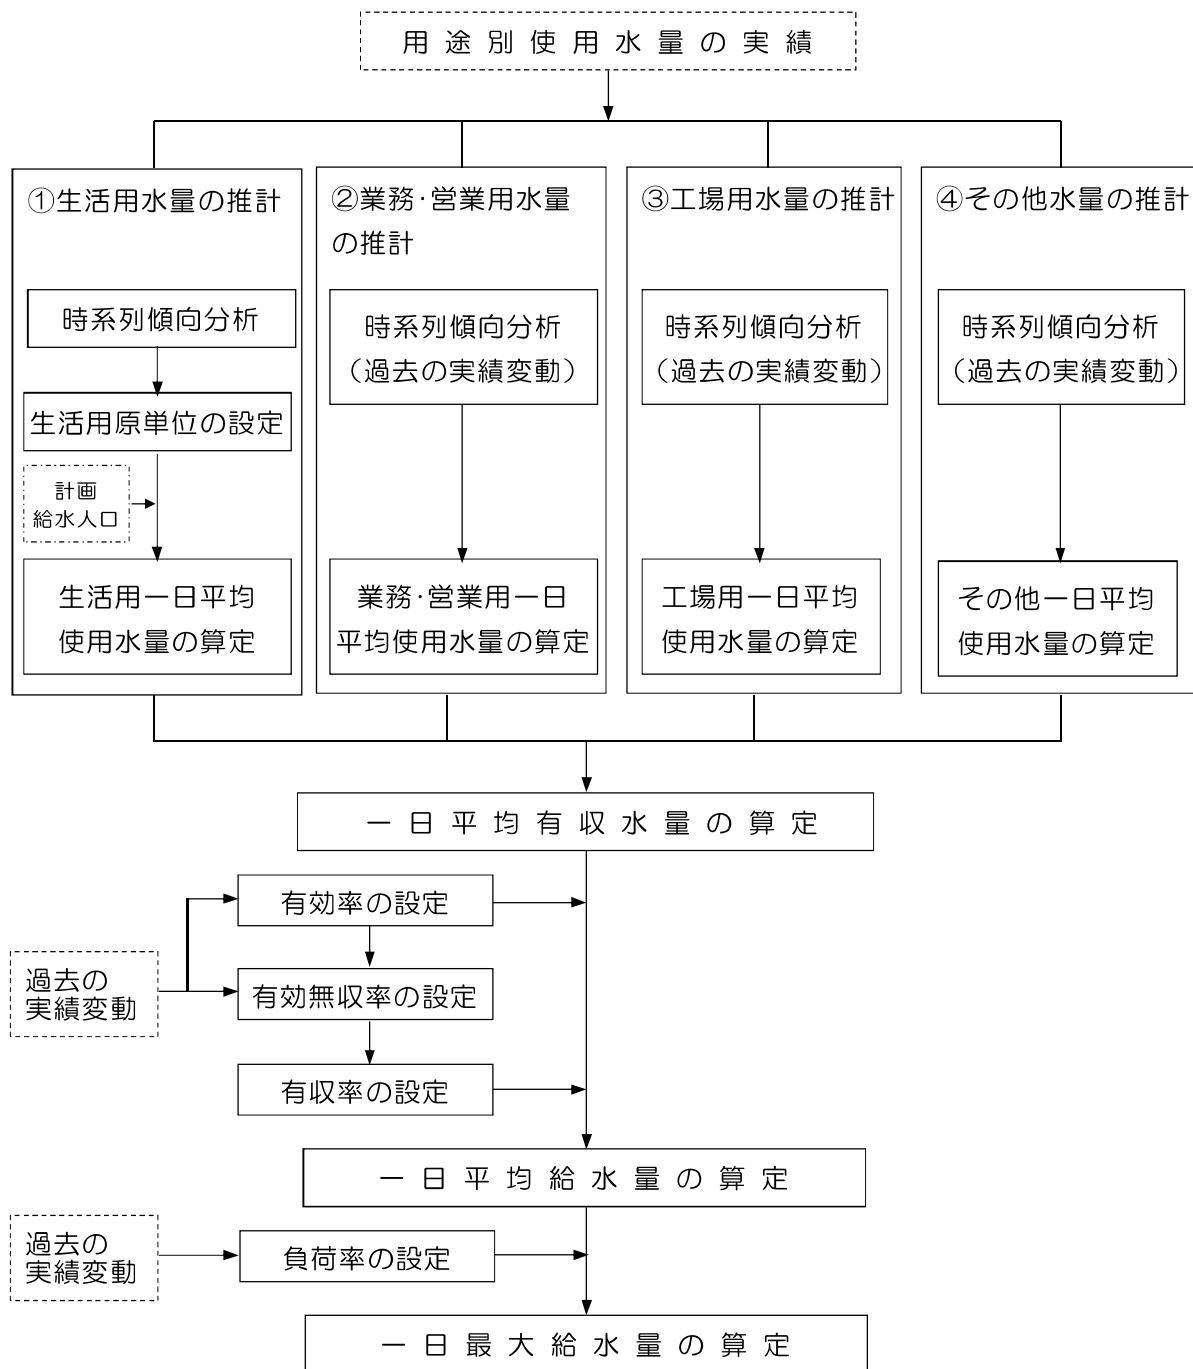 用途別使用水量の実績
①生活用水量の推計
時系列傾向分析
生活用原単位の設定
計画
給水人口
生活用一日平均
使用水量の算定
②業務・営業用水量
の推計
時系列傾向分析
（過去の実績変動）
業務・営業用一日
平均使用水量の算定
③工場用水量の推計
時系列傾向分析
（過去の実績変動）
工場用一日平均
使用水量の算定
④その他水量の推計
時系列傾向分析
（過去の実績変動）
その他一日平均
使用水量の算定
一日平均有収水量の算定
有効率の設定
過去の
実績変動
有効無収率の設定
有収率の設定
一日平均給水量の算定
過去の
実績変動
負荷率の設定
一日最大給水量の算定